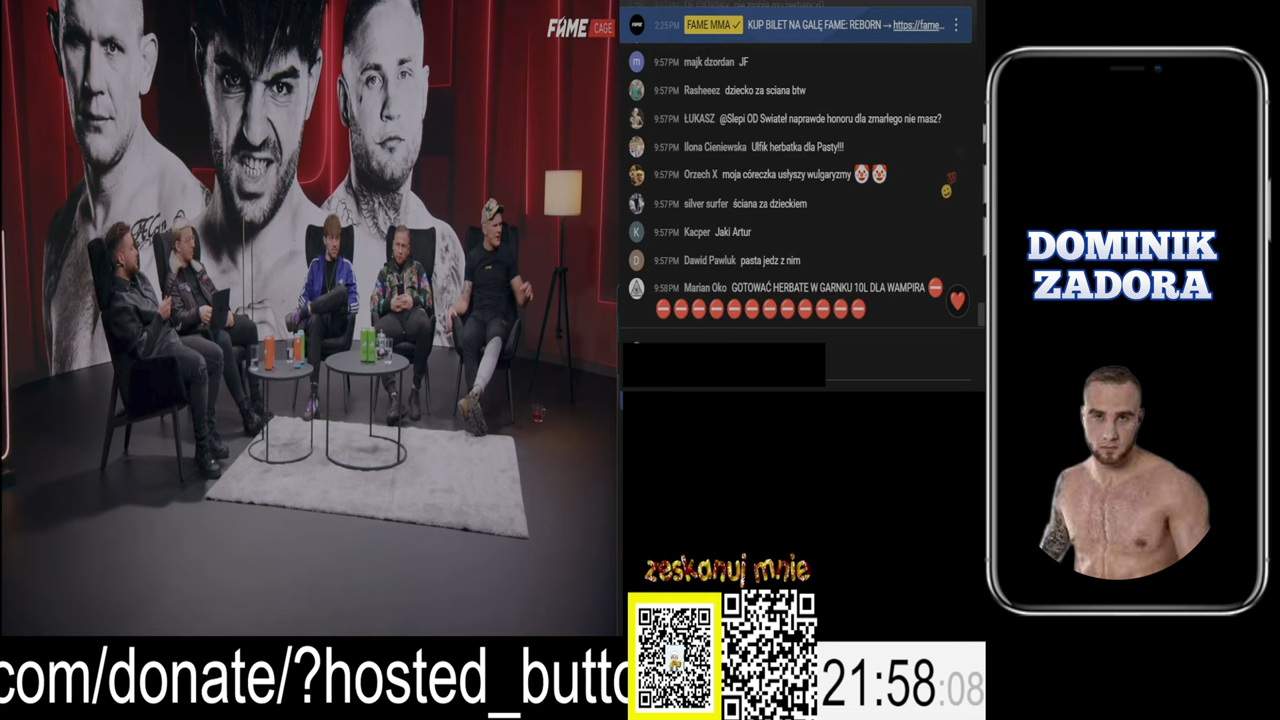 FAME CAGE
2:25PM FAME MMA ✓ KUP BILET NA GALĘ FAME: REBORN → https://fame...
9:57PM majk dzordan JF
9:57PM Rasheeez dziecko za sciana btw
9:57PM ŁUKASZ @Slepi OD Swiateł naprawde honoru dla zmarłego nie masz?
9:57PM Ilona Cieniewska Ulfik herbatka dla Pasty!!!
9:57PM Orzech X moja córeczka usłyszy wulgaryzmy 🤡 🤡
9:57PM silver surfer ściana za dzieckiem
K 9:57PM Kacper Jaki Artur
D 9:57PM Dawid Pawluk pasta jedz z nim
9:58PM Marian Oko GOTOWAĆ HERBATE W GARNKU 10L DLA WAMPIRA ⛔
⛔⛔⛔⛔⛔⛔⛔⛔⛔⛔⛔⛔
DOMINIK
ZADORA
zeskanuj mnie
com/donate/?hosted_butto
21:58:08